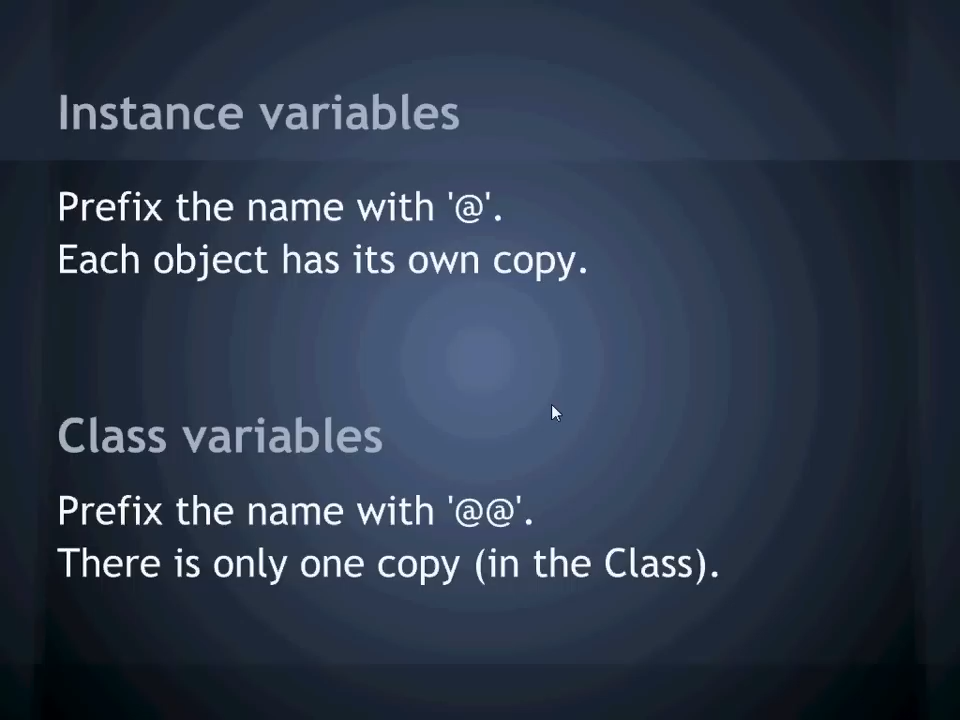 Instance variables
Prefix the name with '@'.
Each object has its own copy.
Class variables
Prefix the name with '@@'.
There is only one copy (in the Class).